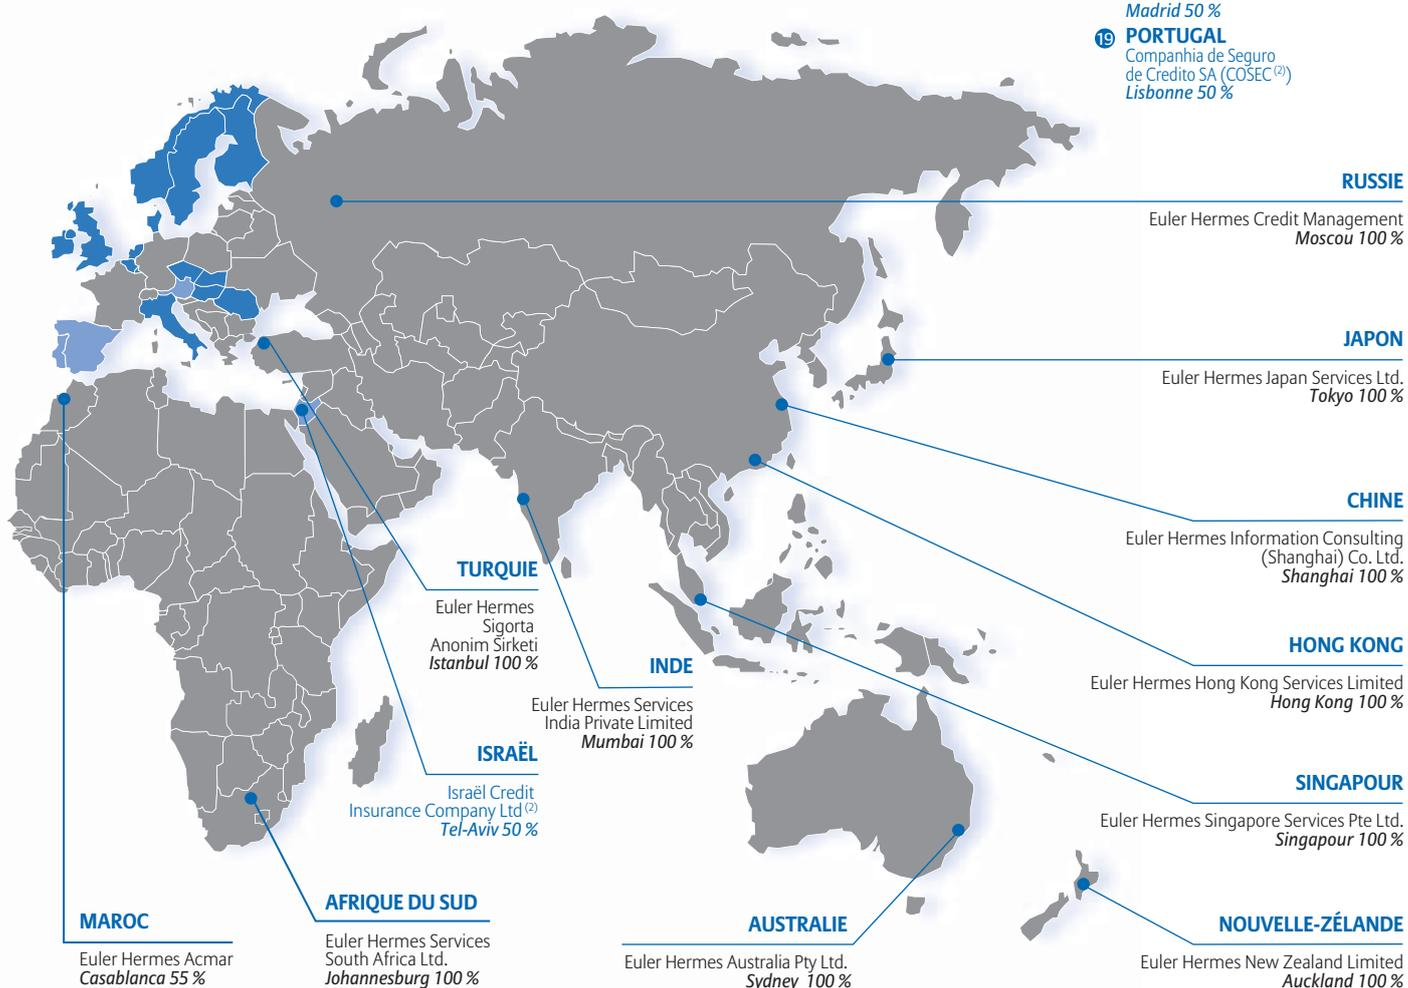 Madrid 50 %
19 PORTUGAL
Companhia de Seguro
de Credito SA (COSEC (2))
Lisbonne 50 %
RUSSIE
Euler Hermes Credit Management
Moscou 100 %
JAPON
Euler Hermes Japan Services Ltd.
Tokyo 100 %
CHINE
Euler Hermes Information Consulting
(Shanghai) Co. Ltd.
Shanghai 100 %
HONG KONG
Euler Hermes Hong Kong Services Limited
Hong Kong 100 %
SINGAPOUR
Euler Hermes Singapore Services Pte Ltd.
Singapour 100 %
NOUVELLE-ZÉLANDE
Euler Hermes New Zealand Limited
Auckland 100 %
TURQUIE
Euler Hermes
Sigorta
Anonim Sirketi
Istanbul 100 %
INDE
Euler Hermes Services
India Private Limited
Mumbai 100 %
ISRAËL
Israël Credit
Insurance Company Ltd (2)
Tel-Aviv 50 %
MAROC
Euler Hermes Acmar
Casablanca 55 %
AFRIQUE DU SUD
Euler Hermes Services
South Africa Ltd.
Johannesburg 100 %
AUSTRALIE
Euler Hermes Australia Pty Ltd.
Sydney 100 %